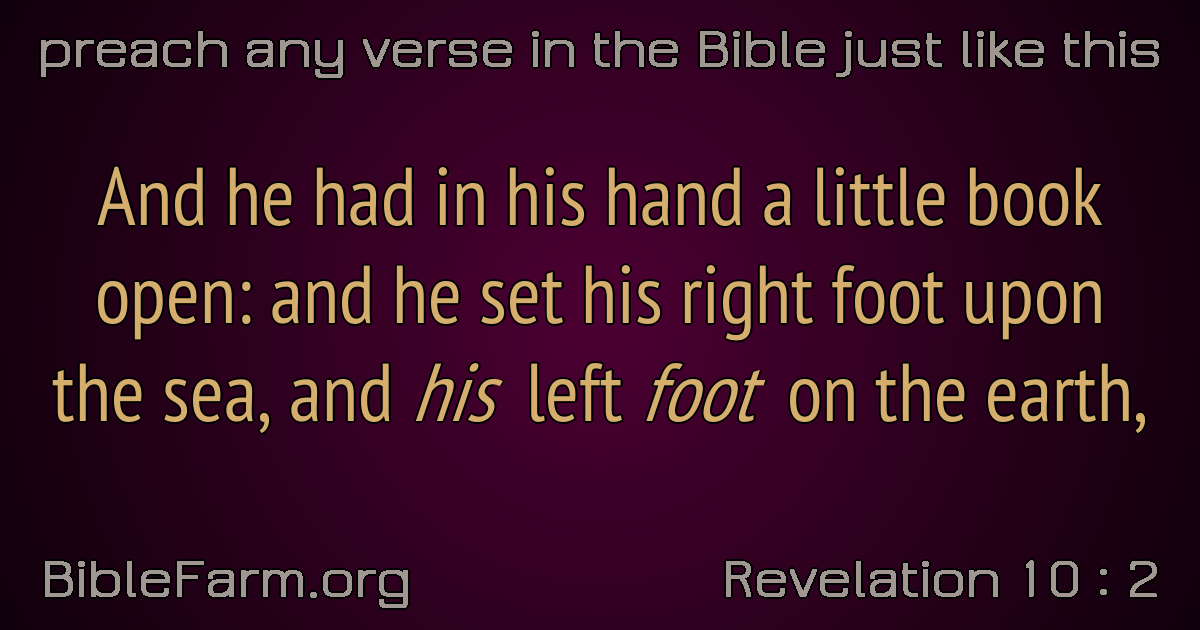 preach any verse in the Bible just like this
And he had in his hand a little book
open: and he set his right foot upon
the sea, and his left foot on the earth,
BibleFarm.org
Revelation 10 : 2